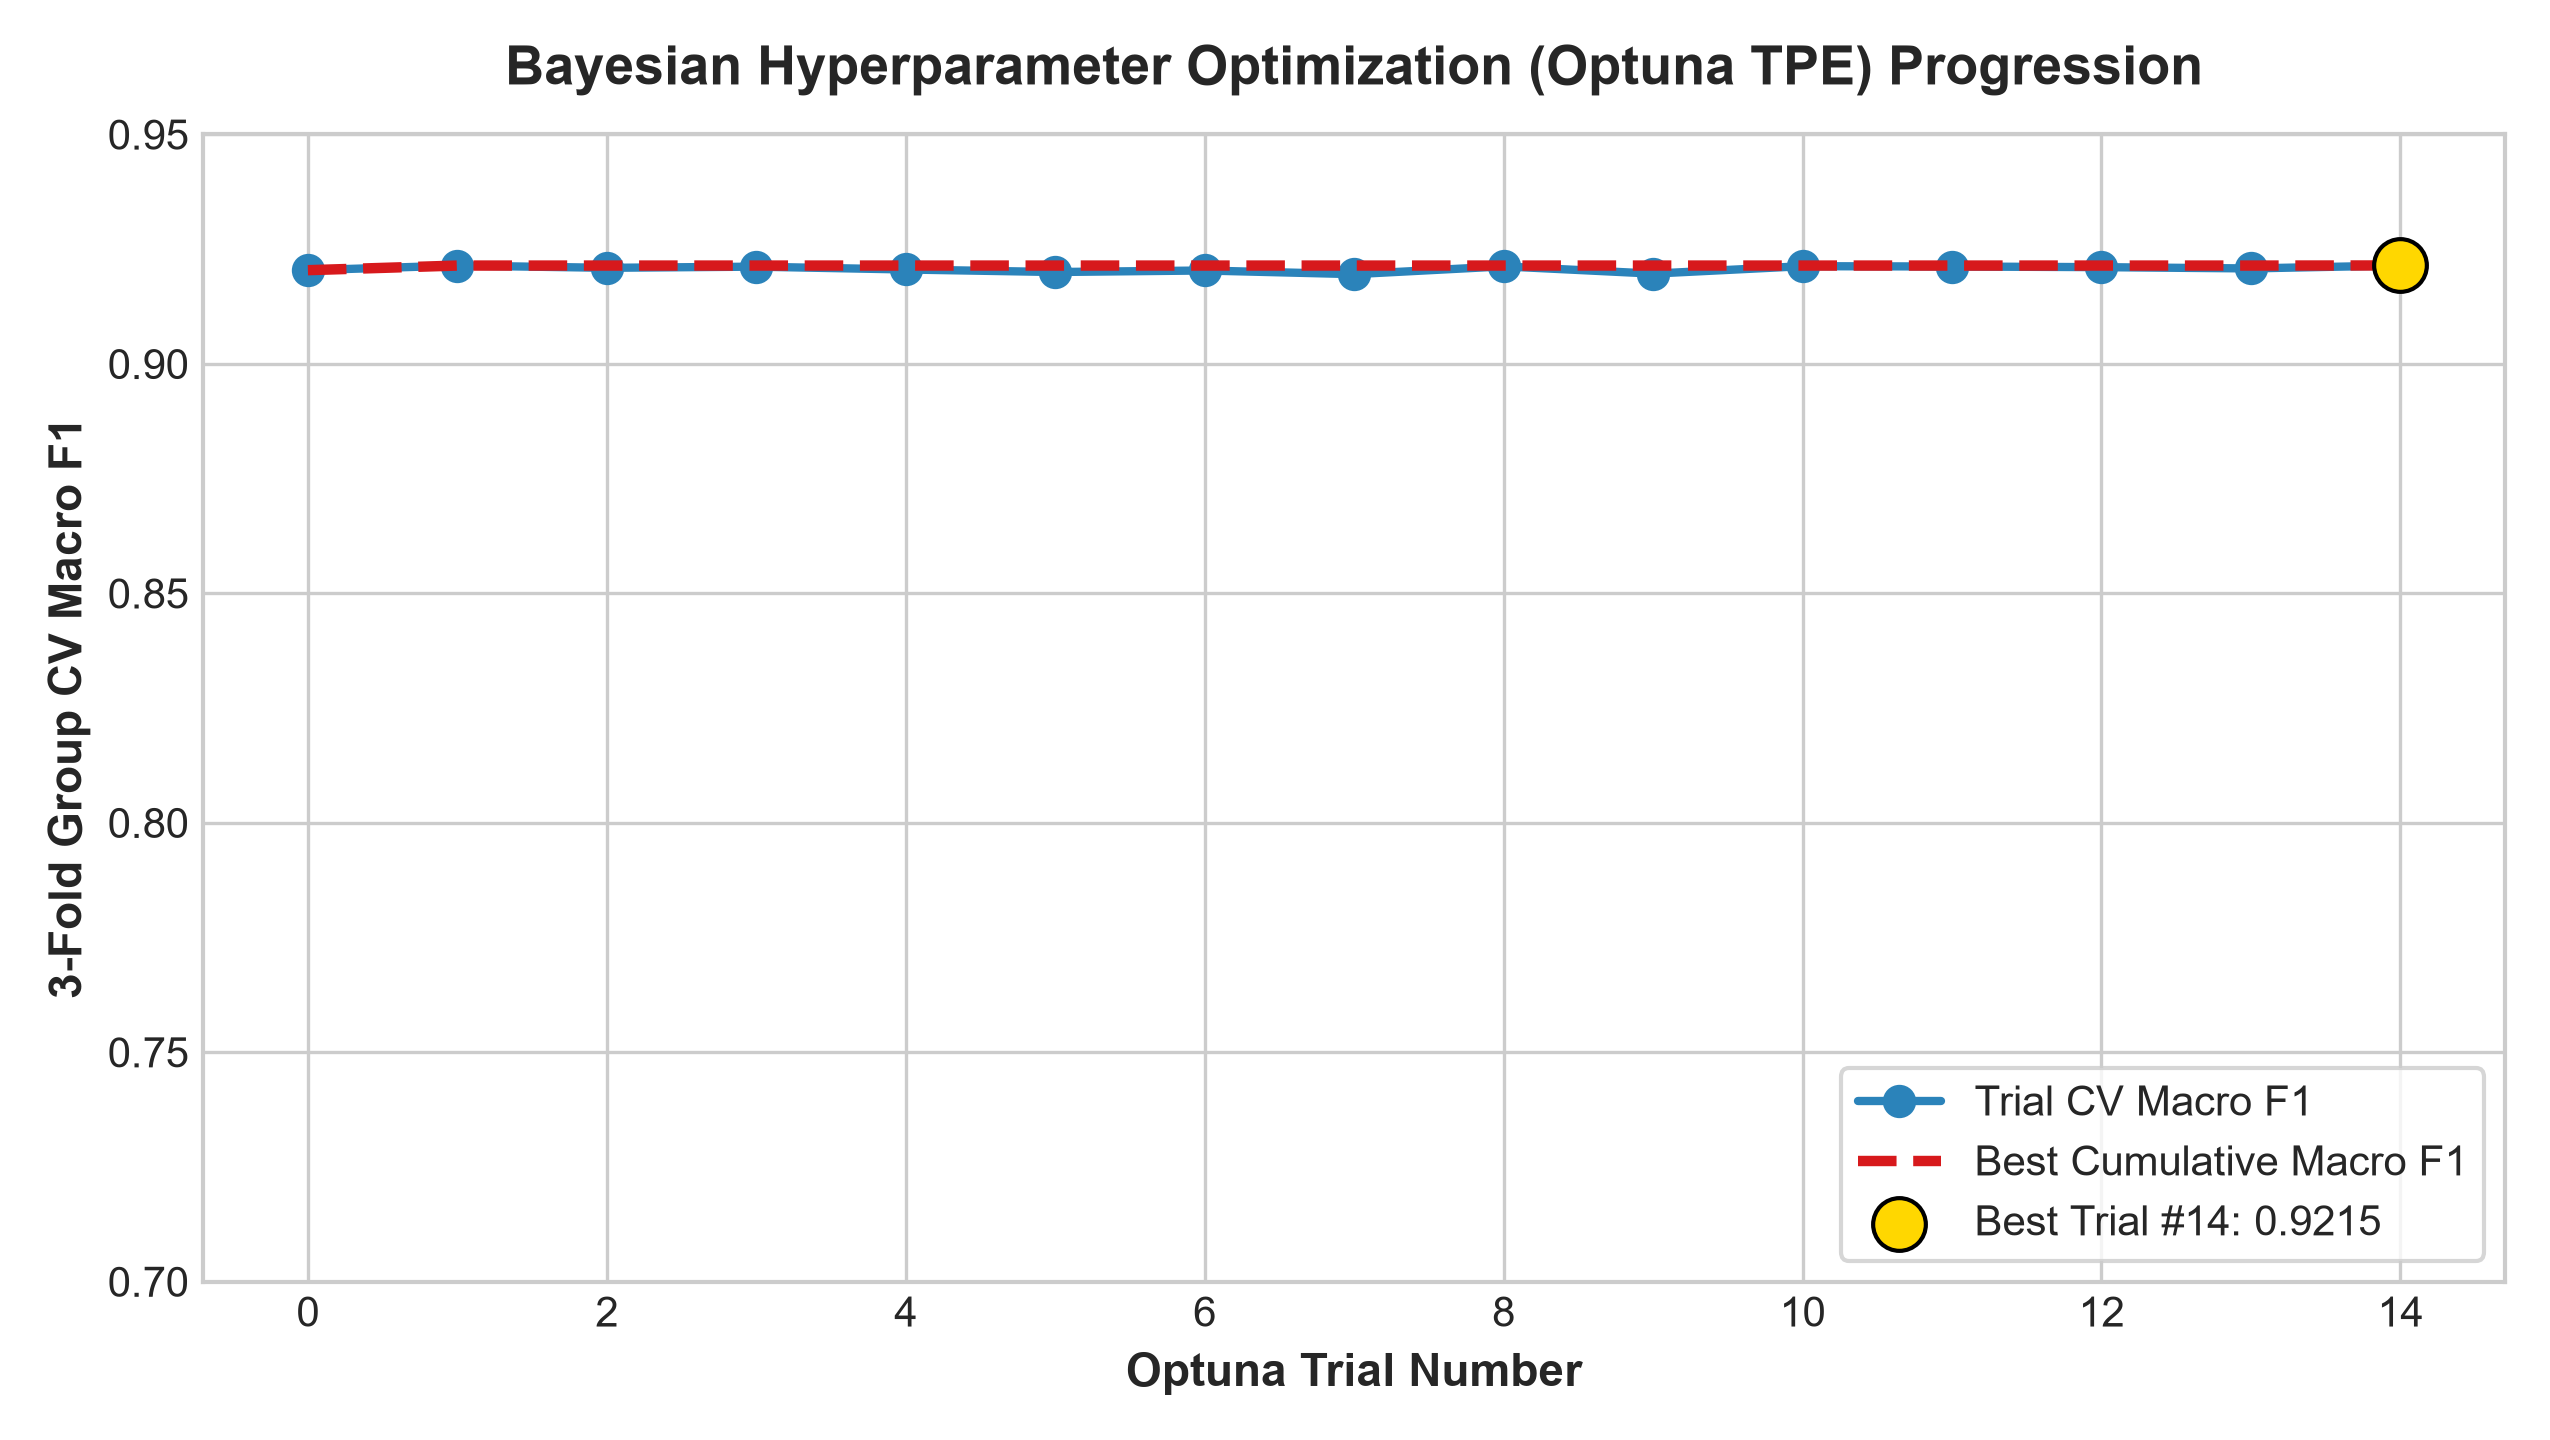 Bayesian Hyperparameter Optimization (Optuna TPE) Progression
3-Fold Group CV Macro F1
0.95
0.90
0.85
0.80
0.75
0.70
Trial CV Macro F1
Best Cumulative Macro F1
Best Trial #14: 0.9215
0 2 4 6 8 10 12 14
Optuna Trial Number